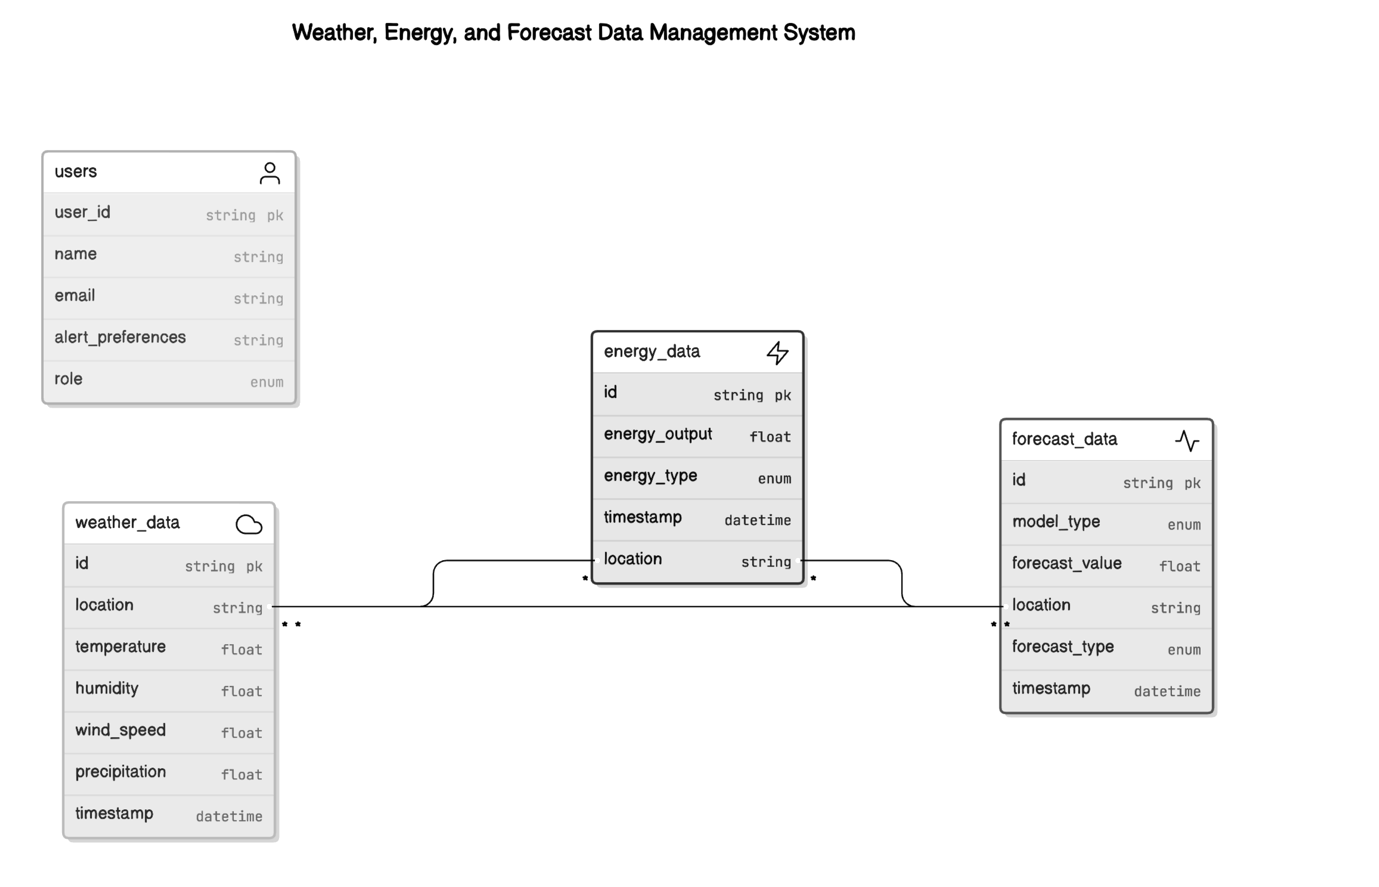 Weather, Energy, and Forecast Data Management System
users
user_id string pk
name string
email string
alert_preferences string
role enum
energy_data
id string pk
energy_output float
energy_type enum
timestamp datetime
location string
* *
forecast_data
id string pk
model_type enum
forecast_value float
location string
* *
forecast_type enum
timestamp datetime
weather_data
id string pk
location string
* *
temperature float
humidity float
wind_speed float
precipitation float
timestamp datetime